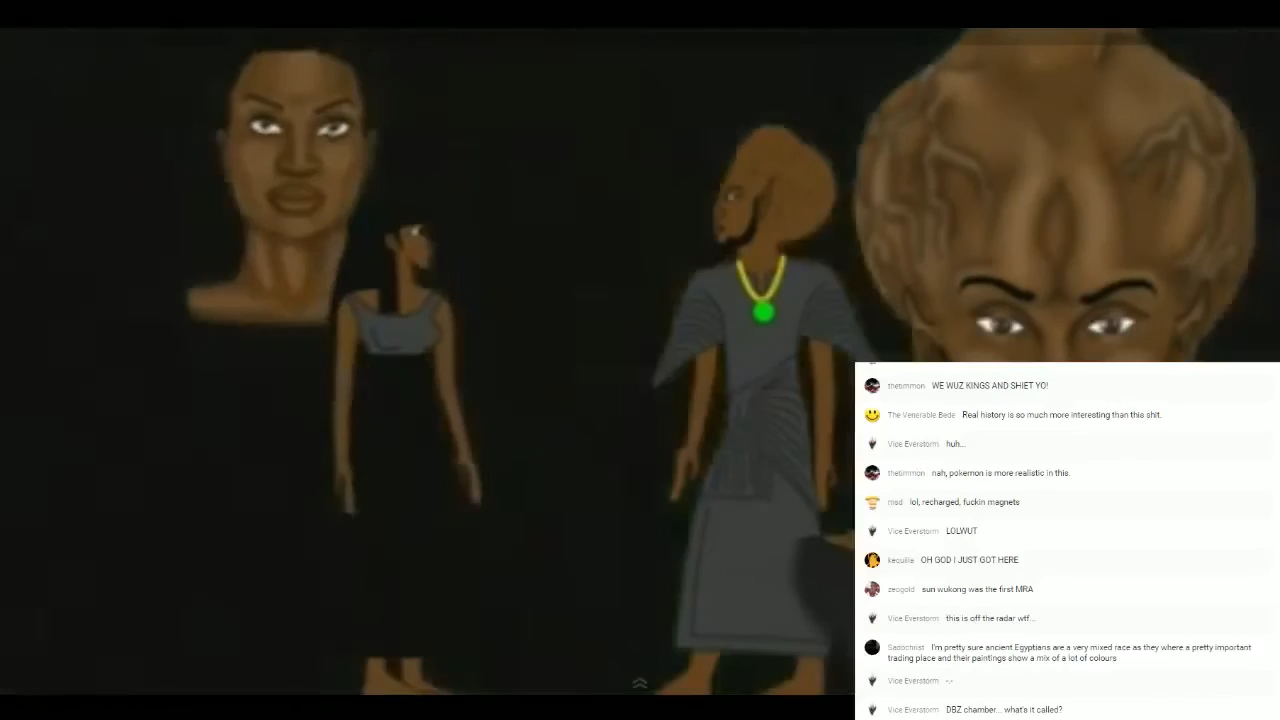 thetimmon WE WUZ KINGS AND SHIET YO!
The Venerable Bede Real history is so much more interesting than this shit.
Vice Everstorm huh...
thetimmon nah, pokemon is more realistic in this.
msd lol, recharged, fuckin magnets
Vice Everstorm LOLWUT
kequilla OH GOD I JUST GOT HERE
zeogold sun wukong was the first MRA
Vice Everstorm this is off the radar wtf...
Sadochrist I'm pretty sure ancient Egyptians are a very mixed race as they where a pretty important
trading place and their paintings show a mix of a lot of colours
Vice Everstorm -.-
Vice Everstorm DBZ chamber... what's it called?